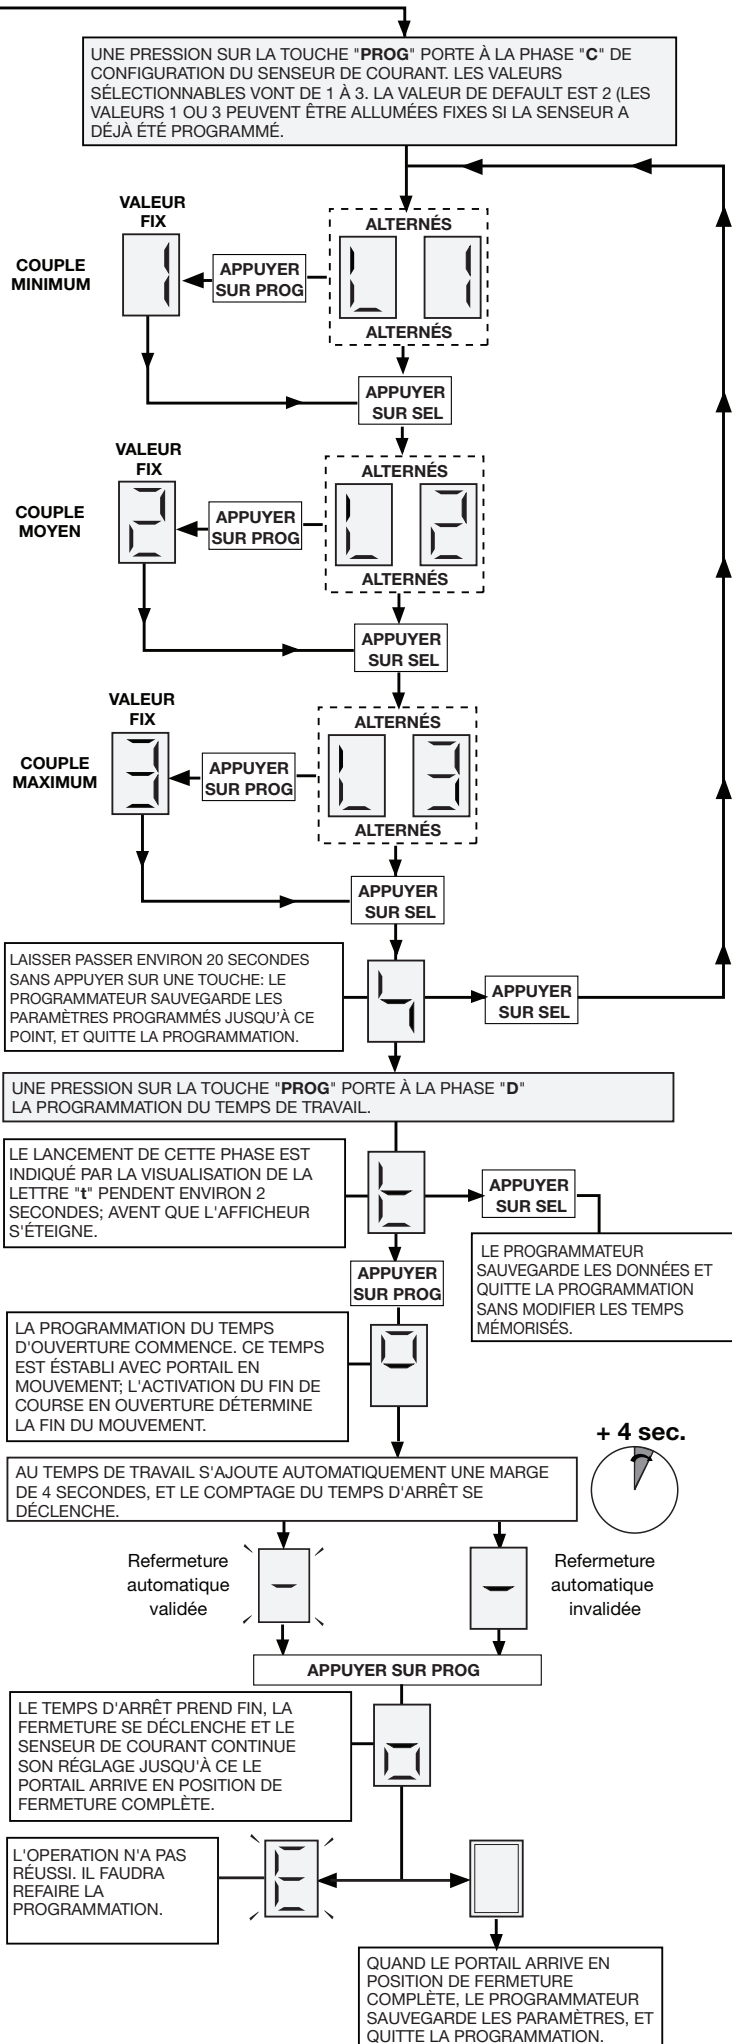 UNE PRESSION SUR LA TOUCHE "PROG" PORTE À LA PHASE "C" DE
CONFIGURATION DU SENSEUR DE COURANT. LES VALEURS
SÉLECTIONNABLES VONT DE 1 À 3. LA VALEUR DE DEFAULT EST 2 (LES
VALEURS 1 OU 3 PEUVENT ÊTRE ALLUMÉES FIXES SI LA SENSEUR A
DÉJÀ ÉTÉ PROGRAMMÉ.
VALEUR
FIX
COUPLE
MINIMUM
1
APPUYER
SUR PROG
ALTERNÉS
L 1
ALTERNÉS
APPUYER
SUR SEL
VALEUR
FIX
COUPLE
MOYEN
2
APPUYER
SUR PROG
ALTERNÉS
L 2
ALTERNÉS
APPUYER
SUR SEL
VALEUR
FIX
COUPLE
MAXIMUM
3
APPUYER
SUR PROG
ALTERNÉS
L 3
ALTERNÉS
APPUYER
SUR SEL
LAISSER PASSER ENVIRON 20 SECONDES
SANS APPUYER SUR UNE TOUCHE: LE
PROGRAMMATEUR SAUVEGARDE LES
PARAMÈTRES PROGRAMMÉS JUSQU'À CE
POINT, ET QUITTE LA PROGRAMMATION.
APPUYER
SUR SEL
UNE PRESSION SUR LA TOUCHE "PROG" PORTE À LA PHASE "D"
LA PROGRAMMATION DU TEMPS DE TRAVAIL.
LE LANCEMENT DE CETTE PHASE EST
INDIQUÉ PAR LA VISUALISATION DE LA
LETTRE "t" PENDENT ENVIRON 2
SECONDES; AVENT QUE L'AFFICHEUR
S'ÉTEIGNE.
t
APPUYER
SUR SEL
LE PROGRAMMATEUR
SAUVEGARDE LES DONNÉES ET
QUITTE LA PROGRAMMATION
SANS MODIFIER LES TEMPS
MÉMORISÉS.
APPUYER
SUR PROG
LA PROGRAMMATION DU TEMPS
D'OUVERTURE COMMENCE. CE TEMPS
EST ÉSTABLI AVEC PORTAIL EN
MOUVEMENT; L'ACTIVATION DU FIN DE
COURSE EN OUVERTURE DÉTERMINE
LA FIN DU MOUVEMENT.
o
+ 4 sec.
AU TEMPS DE TRAVAIL S'AJOUTE AUTOMATIQUEMENT UNE MARGE
DE 4 SECONDES, ET LE COMPTAGE DU TEMPS D'ARRÊT SE
DÉCLENCHE.
Refermeture
automatique
validée
-
-
Refermeture
automatique
invalidée
APPUYER SUR PROG
LE TEMPS D'ARRÊT PREND FIN, LA
FERMETURE SE DÉCLENCHE ET LE
SENSEUR DE COURANT CONTINUE
SON RÉGLAGE JUSQU'À CE LE
PORTAIL ARRIVE EN POSITION DE
FERMETURE COMPLÈTE.
o
L'OPERATION N'A PAS
RÉUSSI. IL FAUDRA
REFAIRE LA
PROGRAMMATION.
E
QUAND LE PORTAIL ARRIVE EN
POSITION DE FERMETURE
COMPLÈTE, LE PROGRAMMATEUR
SAUVEGARDE LES PARAMÈTRES, ET
QUITTE LA PROGRAMMATION.